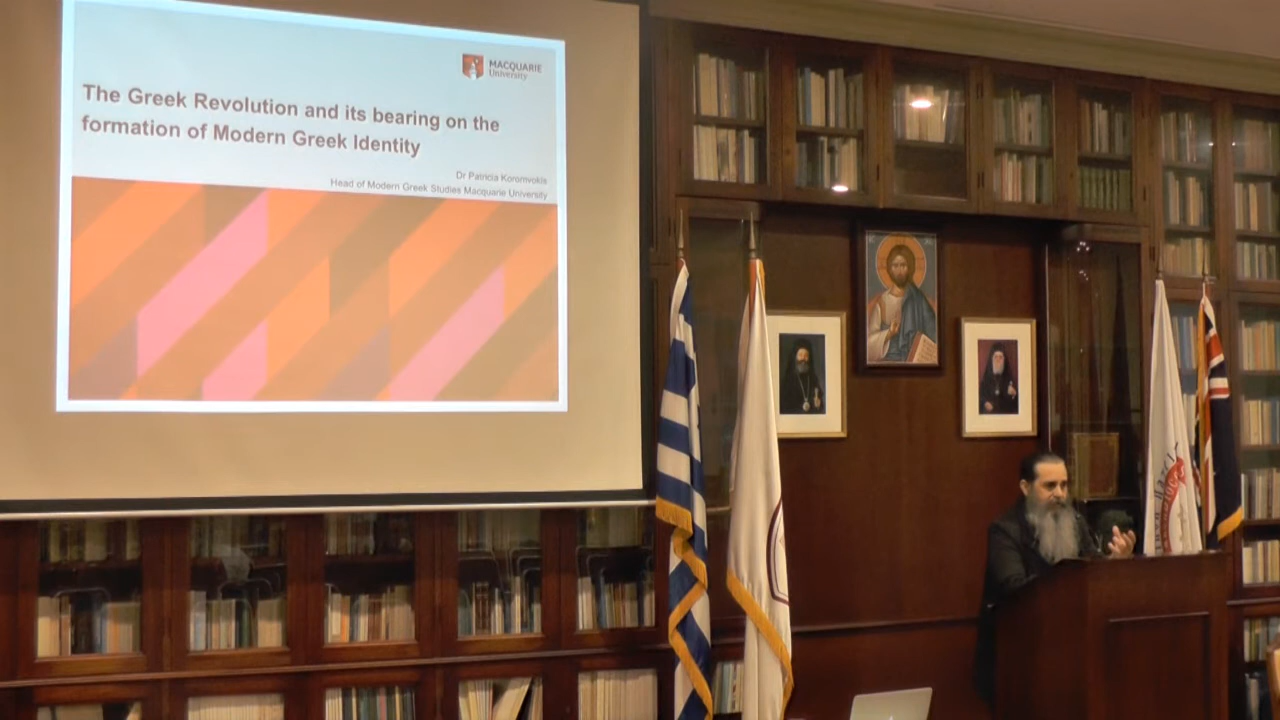 MACQUARIE
University
The Greek Revolution and its bearing on the
formation of Modern Greek Identity
Dr Patricia Koromvokis
Head of Modern Greek Studies Macquarie University